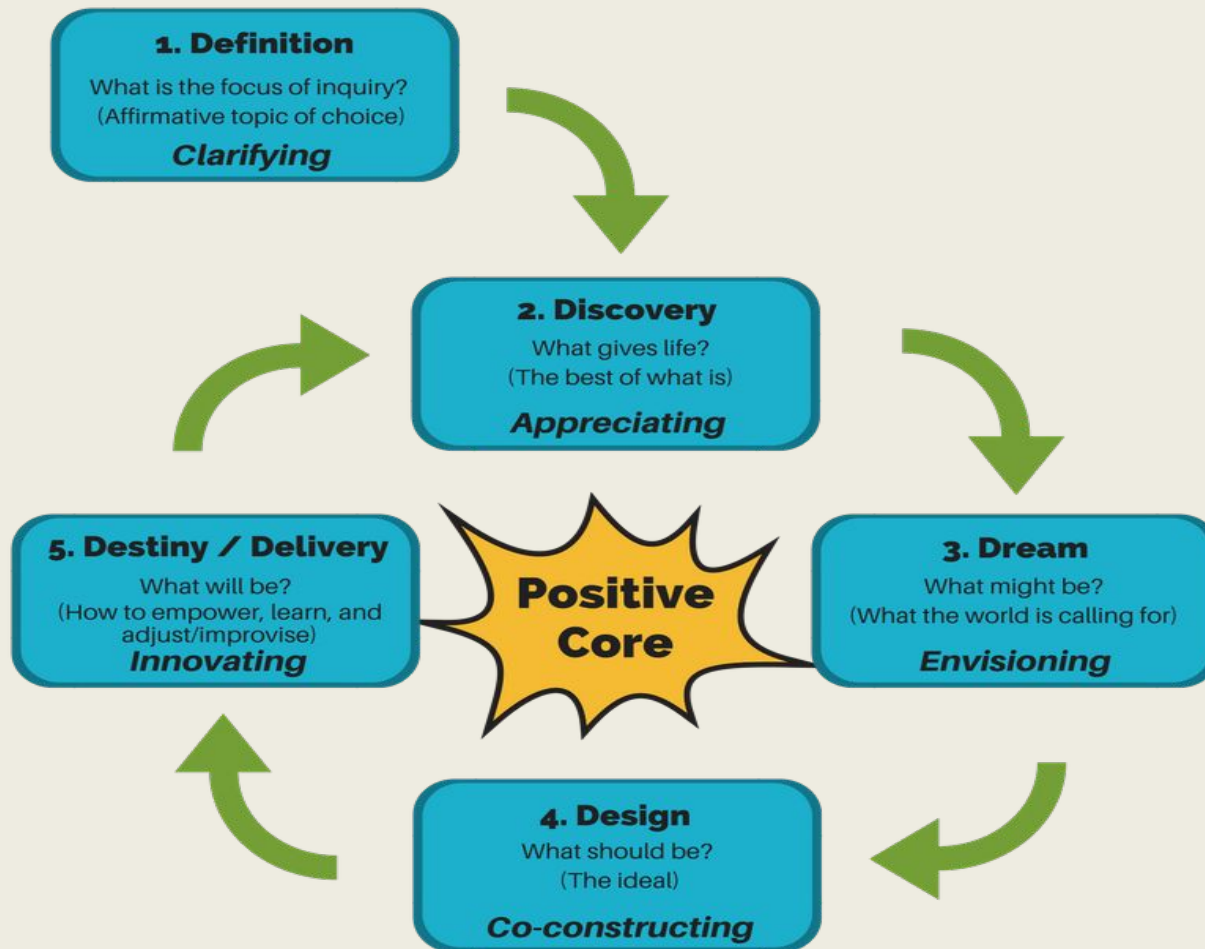 1. Definition
What is the focus of inquiry?
(Affirmative topic of choice)
Clarifying
2. Discovery
What gives life?
(The best of what is)
Appreciating
3. Dream
What might be?
(What the world is calling for)
Envisioning
4. Design
What should be?
(The ideal)
Co-constructing
5. Destiny / Delivery
What will be?
(How to empower, learn, and
adjust/improvise)
Innovating
Positive
Core